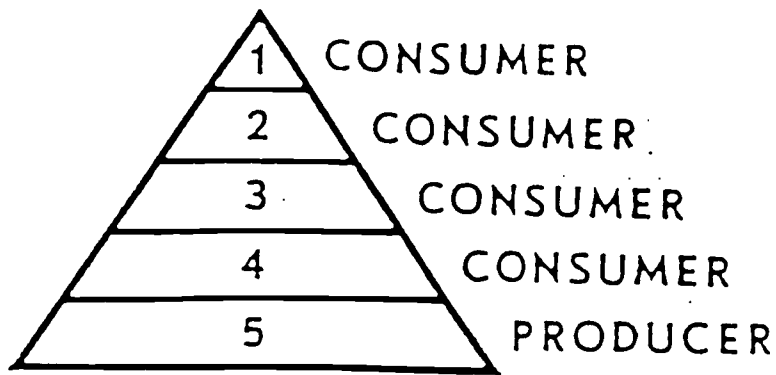 1 CONSUMER
2 CONSUMER
3 CONSUMER
4 CONSUMER
5 PRODUCER